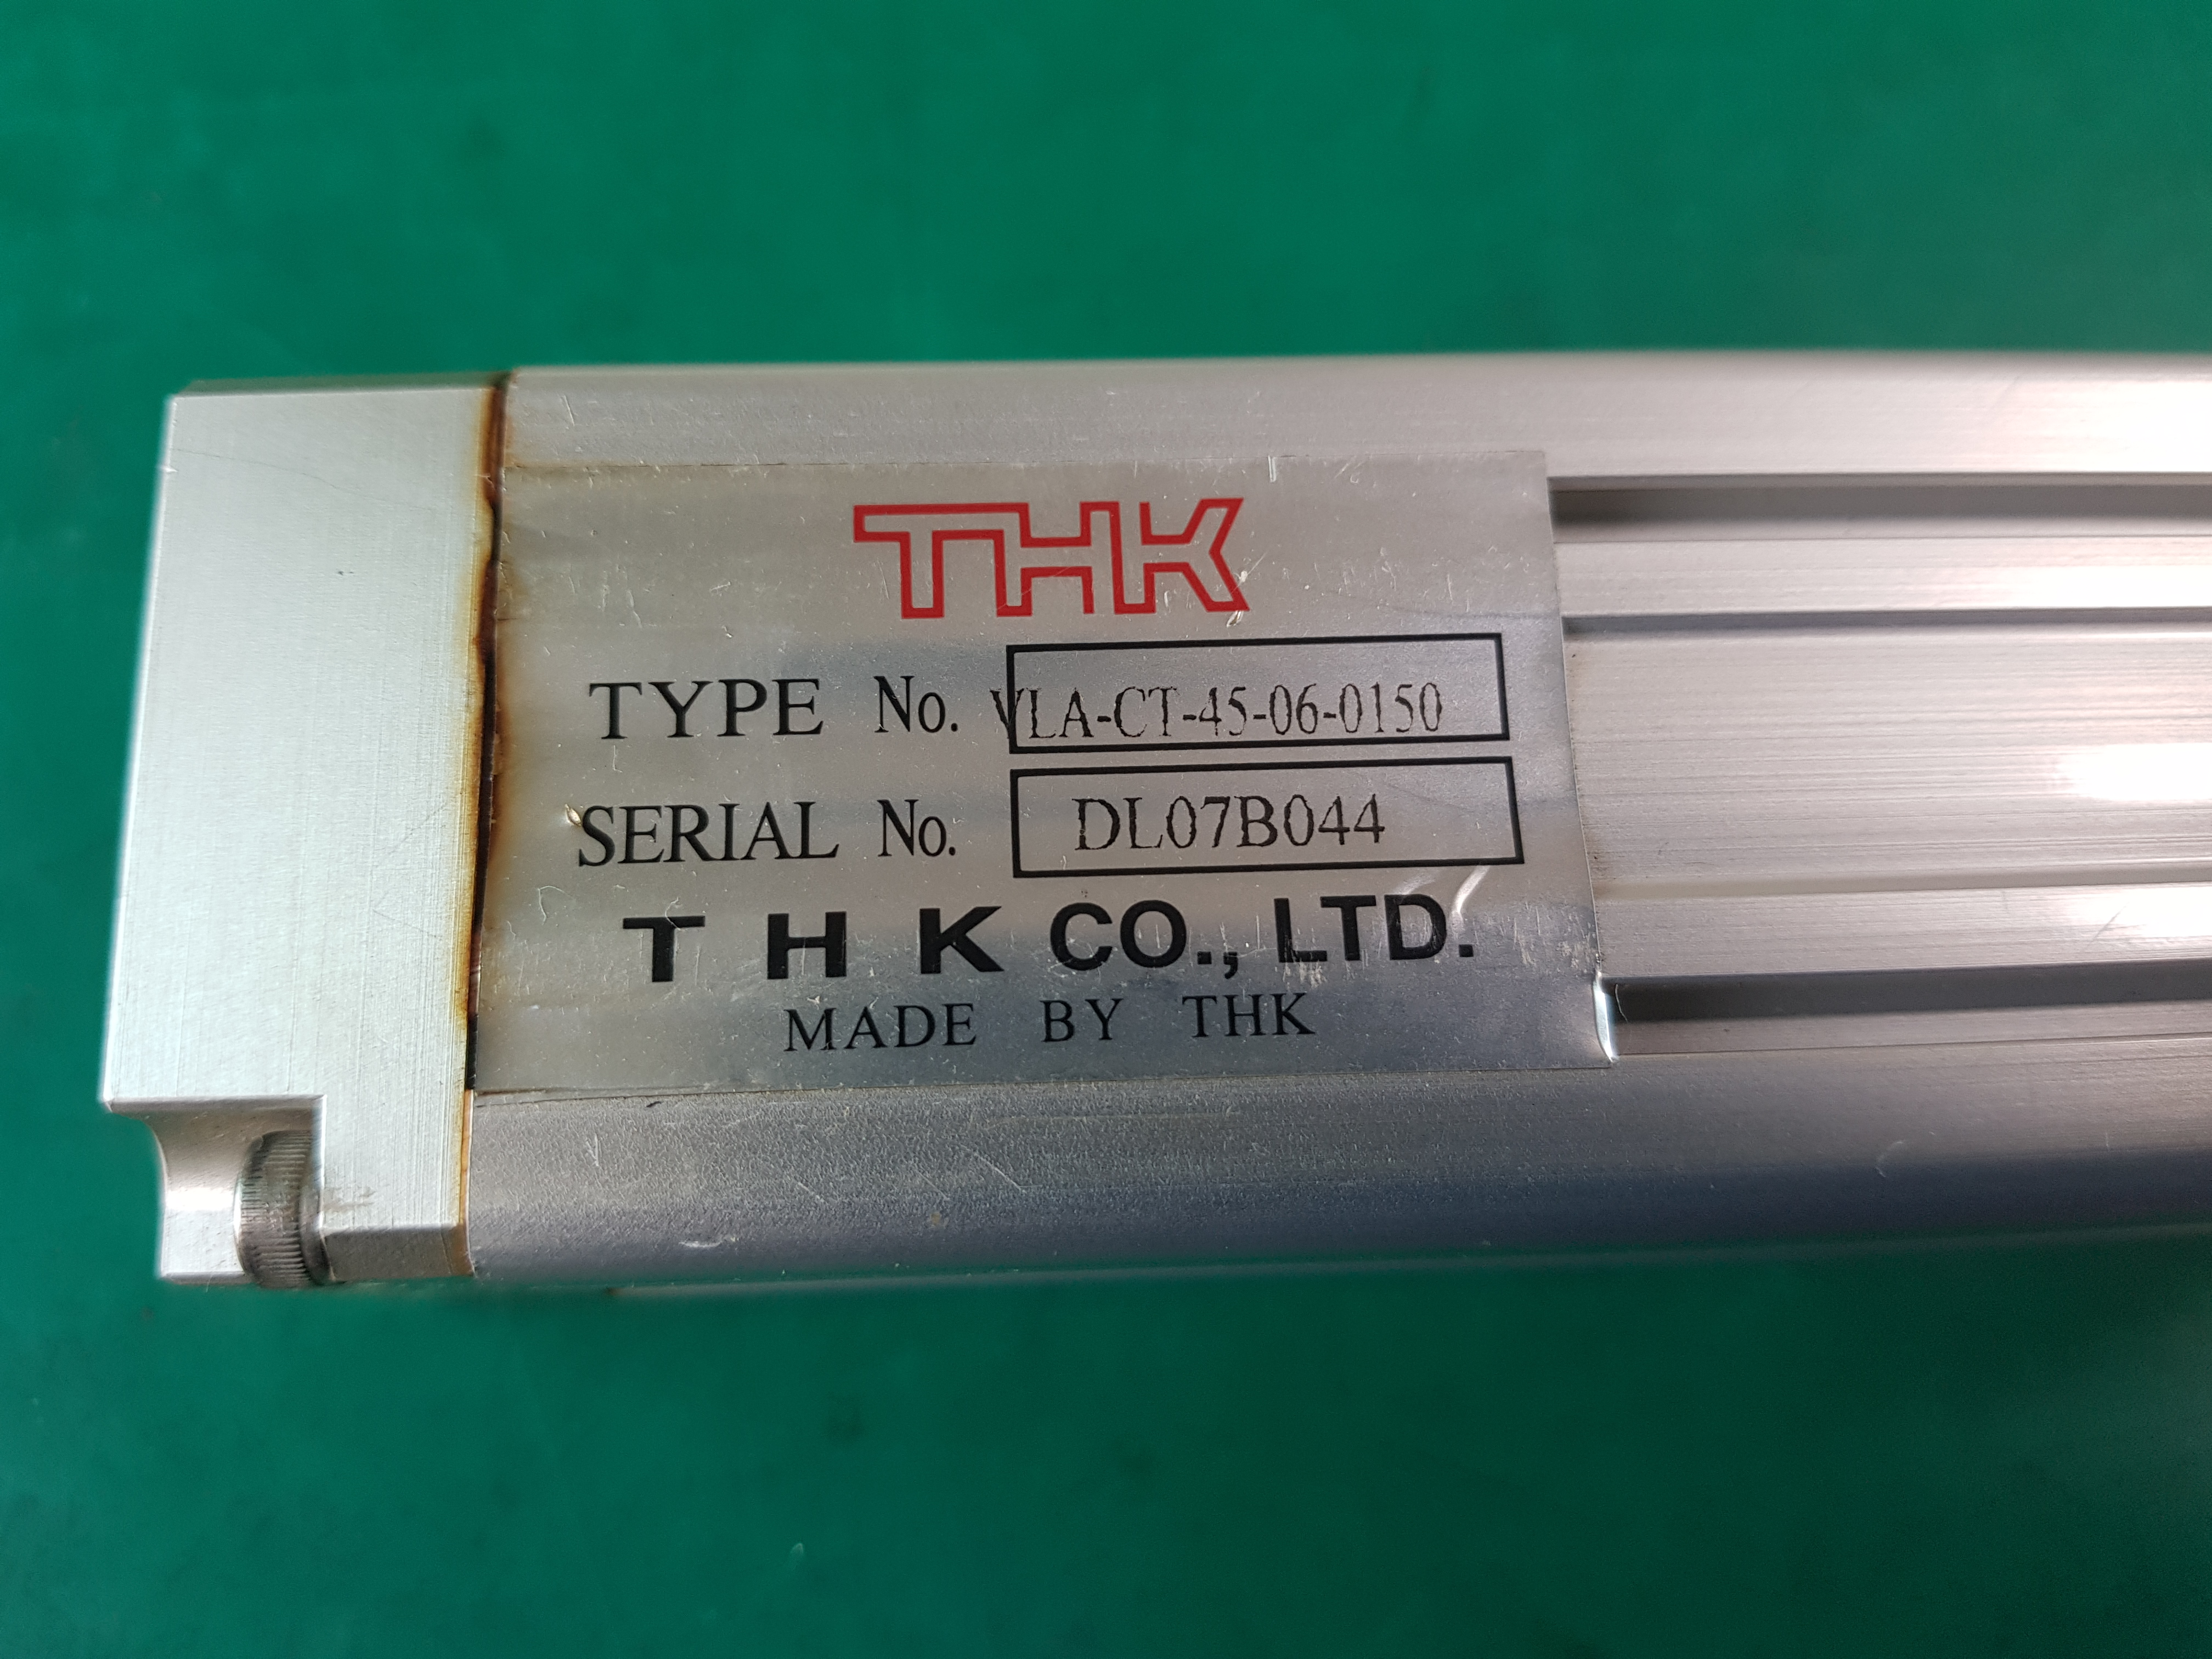 THK
TYPE No. VLA-CT-45-06-0150
SERIAL No. DL07B044
T H K CO., LTD.
MADE BY THK